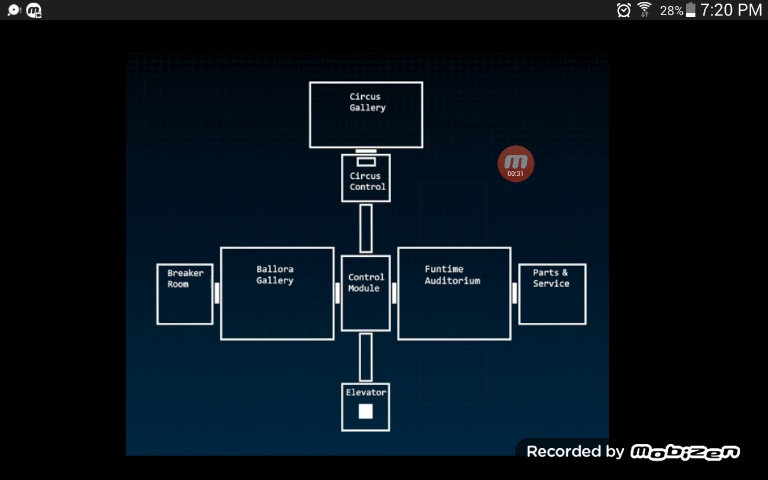 28% 7:20 PM
Circus
Gallery
m
00:31
Circus
Control
Breaker
Room
Ballora
Gallery
Control
Module
Funtime
Auditorium
Parts &
Service
Elevator
Recorded by Mobizen